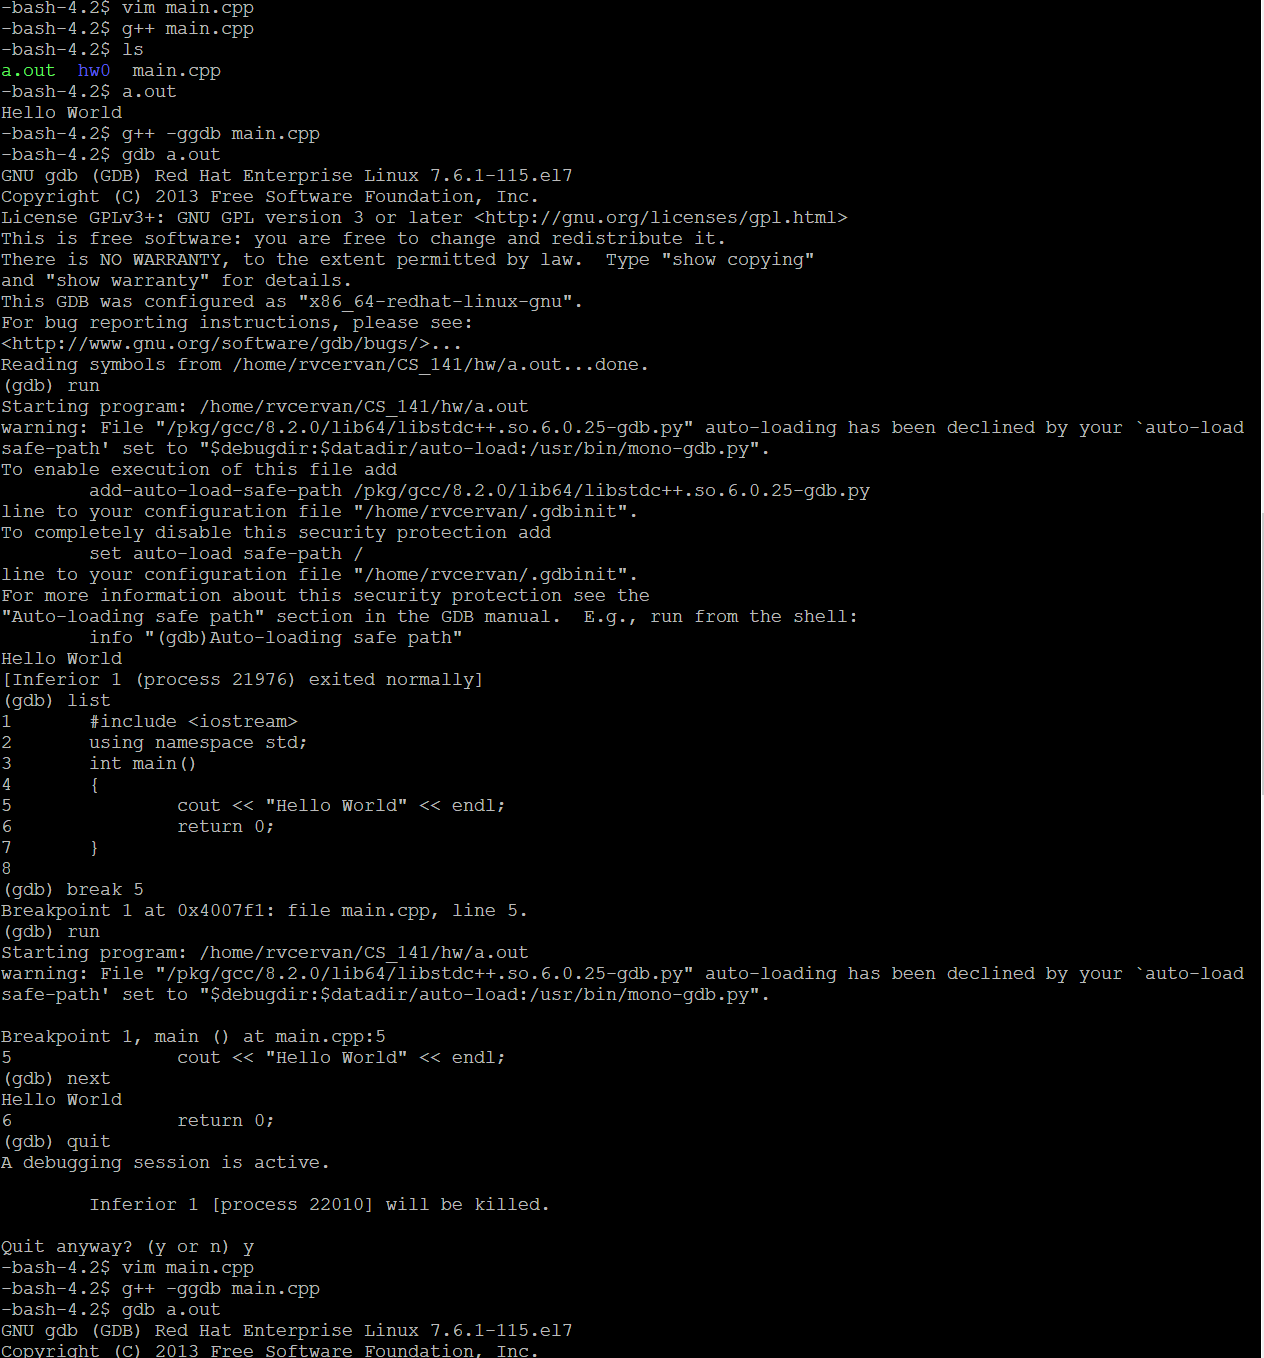 -bash-4.2$ vim main.cpp
-bash-4.2$ g++ main.cpp
-bash-4.2$ ls
a.out  hw0  main.cpp
-bash-4.2$ a.out
Hello World
-bash-4.2$ g++ -ggdb main.cpp
-bash-4.2$ gdb a.out
GNU gdb (GDB) Red Hat Enterprise Linux 7.6.1-115.el7
Copyright (C) 2013 Free Software Foundation, Inc.
License GPLv3+: GNU GPL version 3 or later <http://gnu.org/licenses/gpl.html>
This is free software: you are free to change and redistribute it.
There is NO WARRANTY, to the extent permitted by law.  Type "show copying"
and "show warranty" for details.
This GDB was configured as "x86_64-redhat-linux-gnu".
For bug reporting instructions, please see:
<http://www.gnu.org/software/gdb/bugs/>...
Reading symbols from /home/rvcervan/CS_141/hw/a.out...done.
(gdb) run
Starting program: /home/rvcervan/CS_141/hw/a.out
warning: File "/pkg/gcc/8.2.0/lib64/libstdc++.so.6.0.25-gdb.py" auto-loading has been declined by your `auto-load
safe-path' set to "$debugdir:$datadir/auto-load:/usr/bin/mono-gdb.py".
To enable execution of this file add
        add-auto-load-safe-path /pkg/gcc/8.2.0/lib64/libstdc++.so.6.0.25-gdb.py
line to your configuration file "/home/rvcervan/.gdbinit".
To completely disable this security protection add
        set auto-load safe-path /
line to your configuration file "/home/rvcervan/.gdbinit".
For more information about this security protection see the
"Auto-loading safe path" section in the GDB manual.  E.g., run from the shell:
        info "(gdb)Auto-loading safe path"
Hello World
[Inferior 1 (process 21976) exited normally]
(gdb) list
1       #include <iostream>
2       using namespace std;
3       int main()
4       {
5               cout << "Hello World" << endl;
6               return 0;
7       }
8
(gdb) break 5
Breakpoint 1 at 0x4007f1: file main.cpp, line 5.
(gdb) run
Starting program: /home/rvcervan/CS_141/hw/a.out
warning: File "/pkg/gcc/8.2.0/lib64/libstdc++.so.6.0.25-gdb.py" auto-loading has been declined by your `auto-load
safe-path' set to "$debugdir:$datadir/auto-load:/usr/bin/mono-gdb.py".

Breakpoint 1, main () at main.cpp:5
5               cout << "Hello World" << endl;
(gdb) next
Hello World
6               return 0;
(gdb) quit
A debugging session is active.

        Inferior 1 [process 22010] will be killed.

Quit anyway? (y or n) y
-bash-4.2$ vim main.cpp
-bash-4.2$ g++ -ggdb main.cpp
-bash-4.2$ gdb a.out
GNU gdb (GDB) Red Hat Enterprise Linux 7.6.1-115.el7
Copyright (C) 2013 Free Software Foundation, Inc.